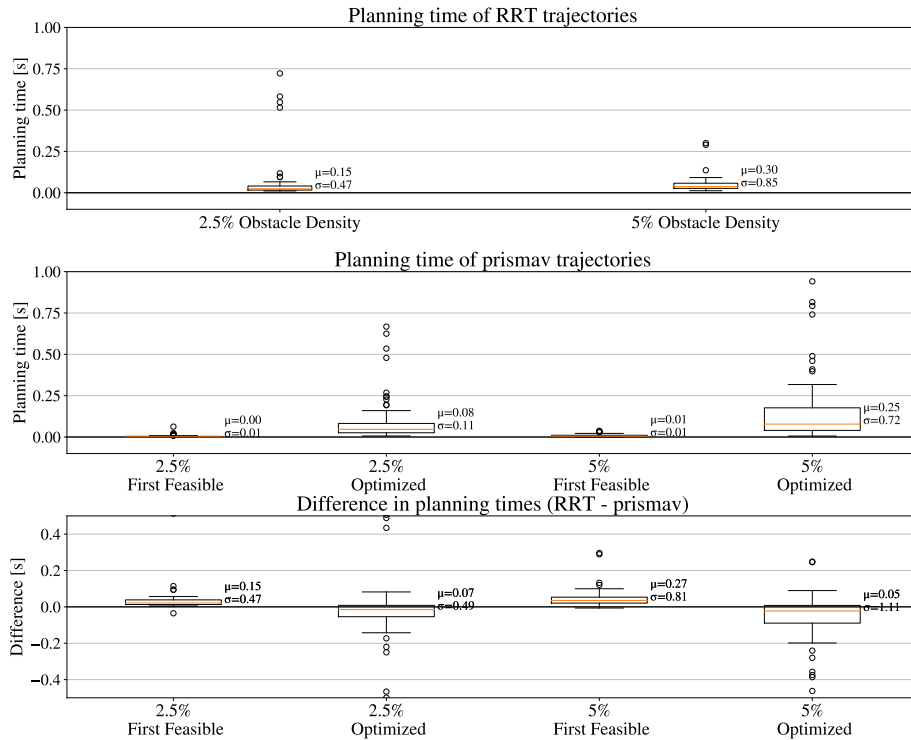 Planning time of RRT trajectories
Planning time [s]
1.00
0.75
0.50
0.25
0.00
μ=0.15
σ=0.47
μ=0.30
σ=0.85
2.5% Obstacle Density
5% Obstacle Density
Planning time of prismav trajectories
Planning time [s]
1.00
0.75
0.50
0.25
0.00
μ=0.00
σ=0.01
μ=0.08
σ=0.11
μ=0.01
σ=0.01
μ=0.25
σ=0.72
2.5%
First Feasible
2.5%
Optimized
5%
First Feasible
5%
Optimized
Difference in planning times (RRT - prismav)
Difference [s]
0.4
0.2
0.0
−0.2
−0.4
μ=0.15
σ=0.47
μ=0.07
σ=0.49
μ=0.27
σ=0.81
μ=0.05
σ=1.11
2.5%
First Feasible
2.5%
Optimized
5%
First Feasible
5%
Optimized